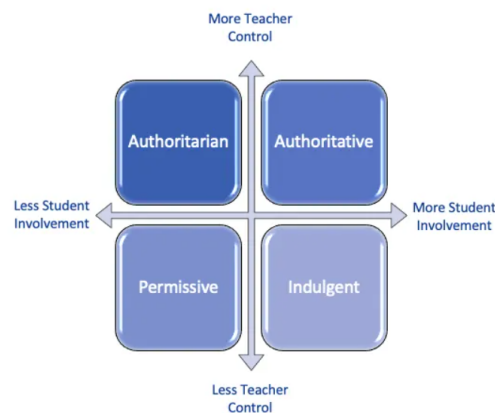 More Teacher
Control
Authoritarian
Authoritative
Less Student
Involvement
More Student
Involvement
Permissive
Indulgent
Less Teacher
Control